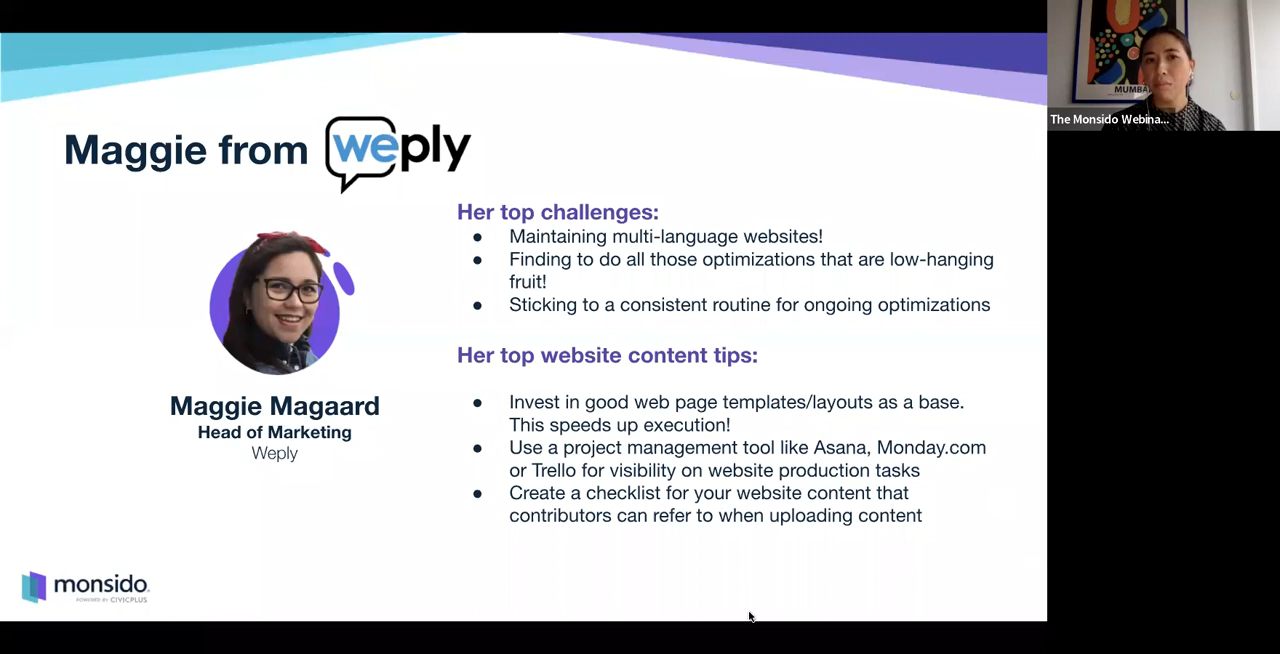 Maggie from weply
Her top challenges:
● Maintaining multi-language websites!
● Finding to do all those optimizations that are low-hanging
fruit!
● Sticking to a consistent routine for ongoing optimizations
Her top website content tips:
● Invest in good web page templates/layouts as a base.
This speeds up execution!
● Use a project management tool like Asana, Monday.com
or Trello for visibility on website production tasks
● Create a checklist for your website content that
contributors can refer to when uploading content
Maggie Magaard
Head of Marketing
Weply
monsido
POWERED BY CIVICPLUS
MUMBA
The Monsido Webina...